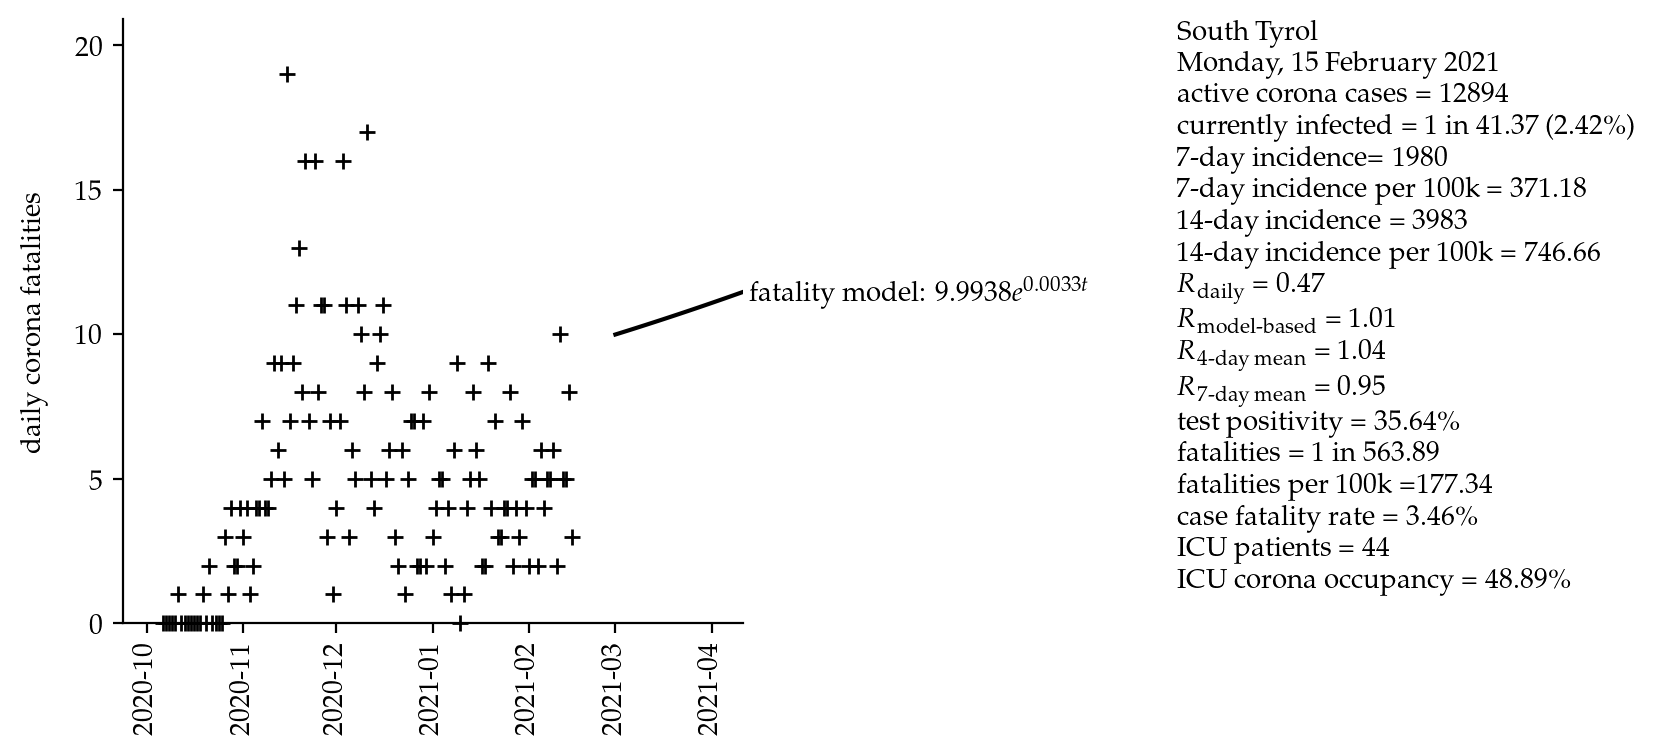 20
15
10
5
0
daily corona fatalities
2020-10
2020-11
2020-12
2021-01
2021-02
2021-03
2021-04
fatality model: 9.9938e^0.0033t
South Tyrol
Monday, 15 February 2021
active corona cases = 12894
currently infected = 1 in 41.37 (2.42%)
7-day incidence= 1980
7-day incidence per 100k = 371.18
14-day incidence = 3983
14-day incidence per 100k = 746.66
R_daily = 0.47
R_model-based = 1.01
R_4-day mean = 1.04
R_7-day mean = 0.95
test positivity = 35.64%
fatalities = 1 in 563.89
fatalities per 100k =177.34
case fatality rate = 3.46%
ICU patients = 44
ICU corona occupancy = 48.89%